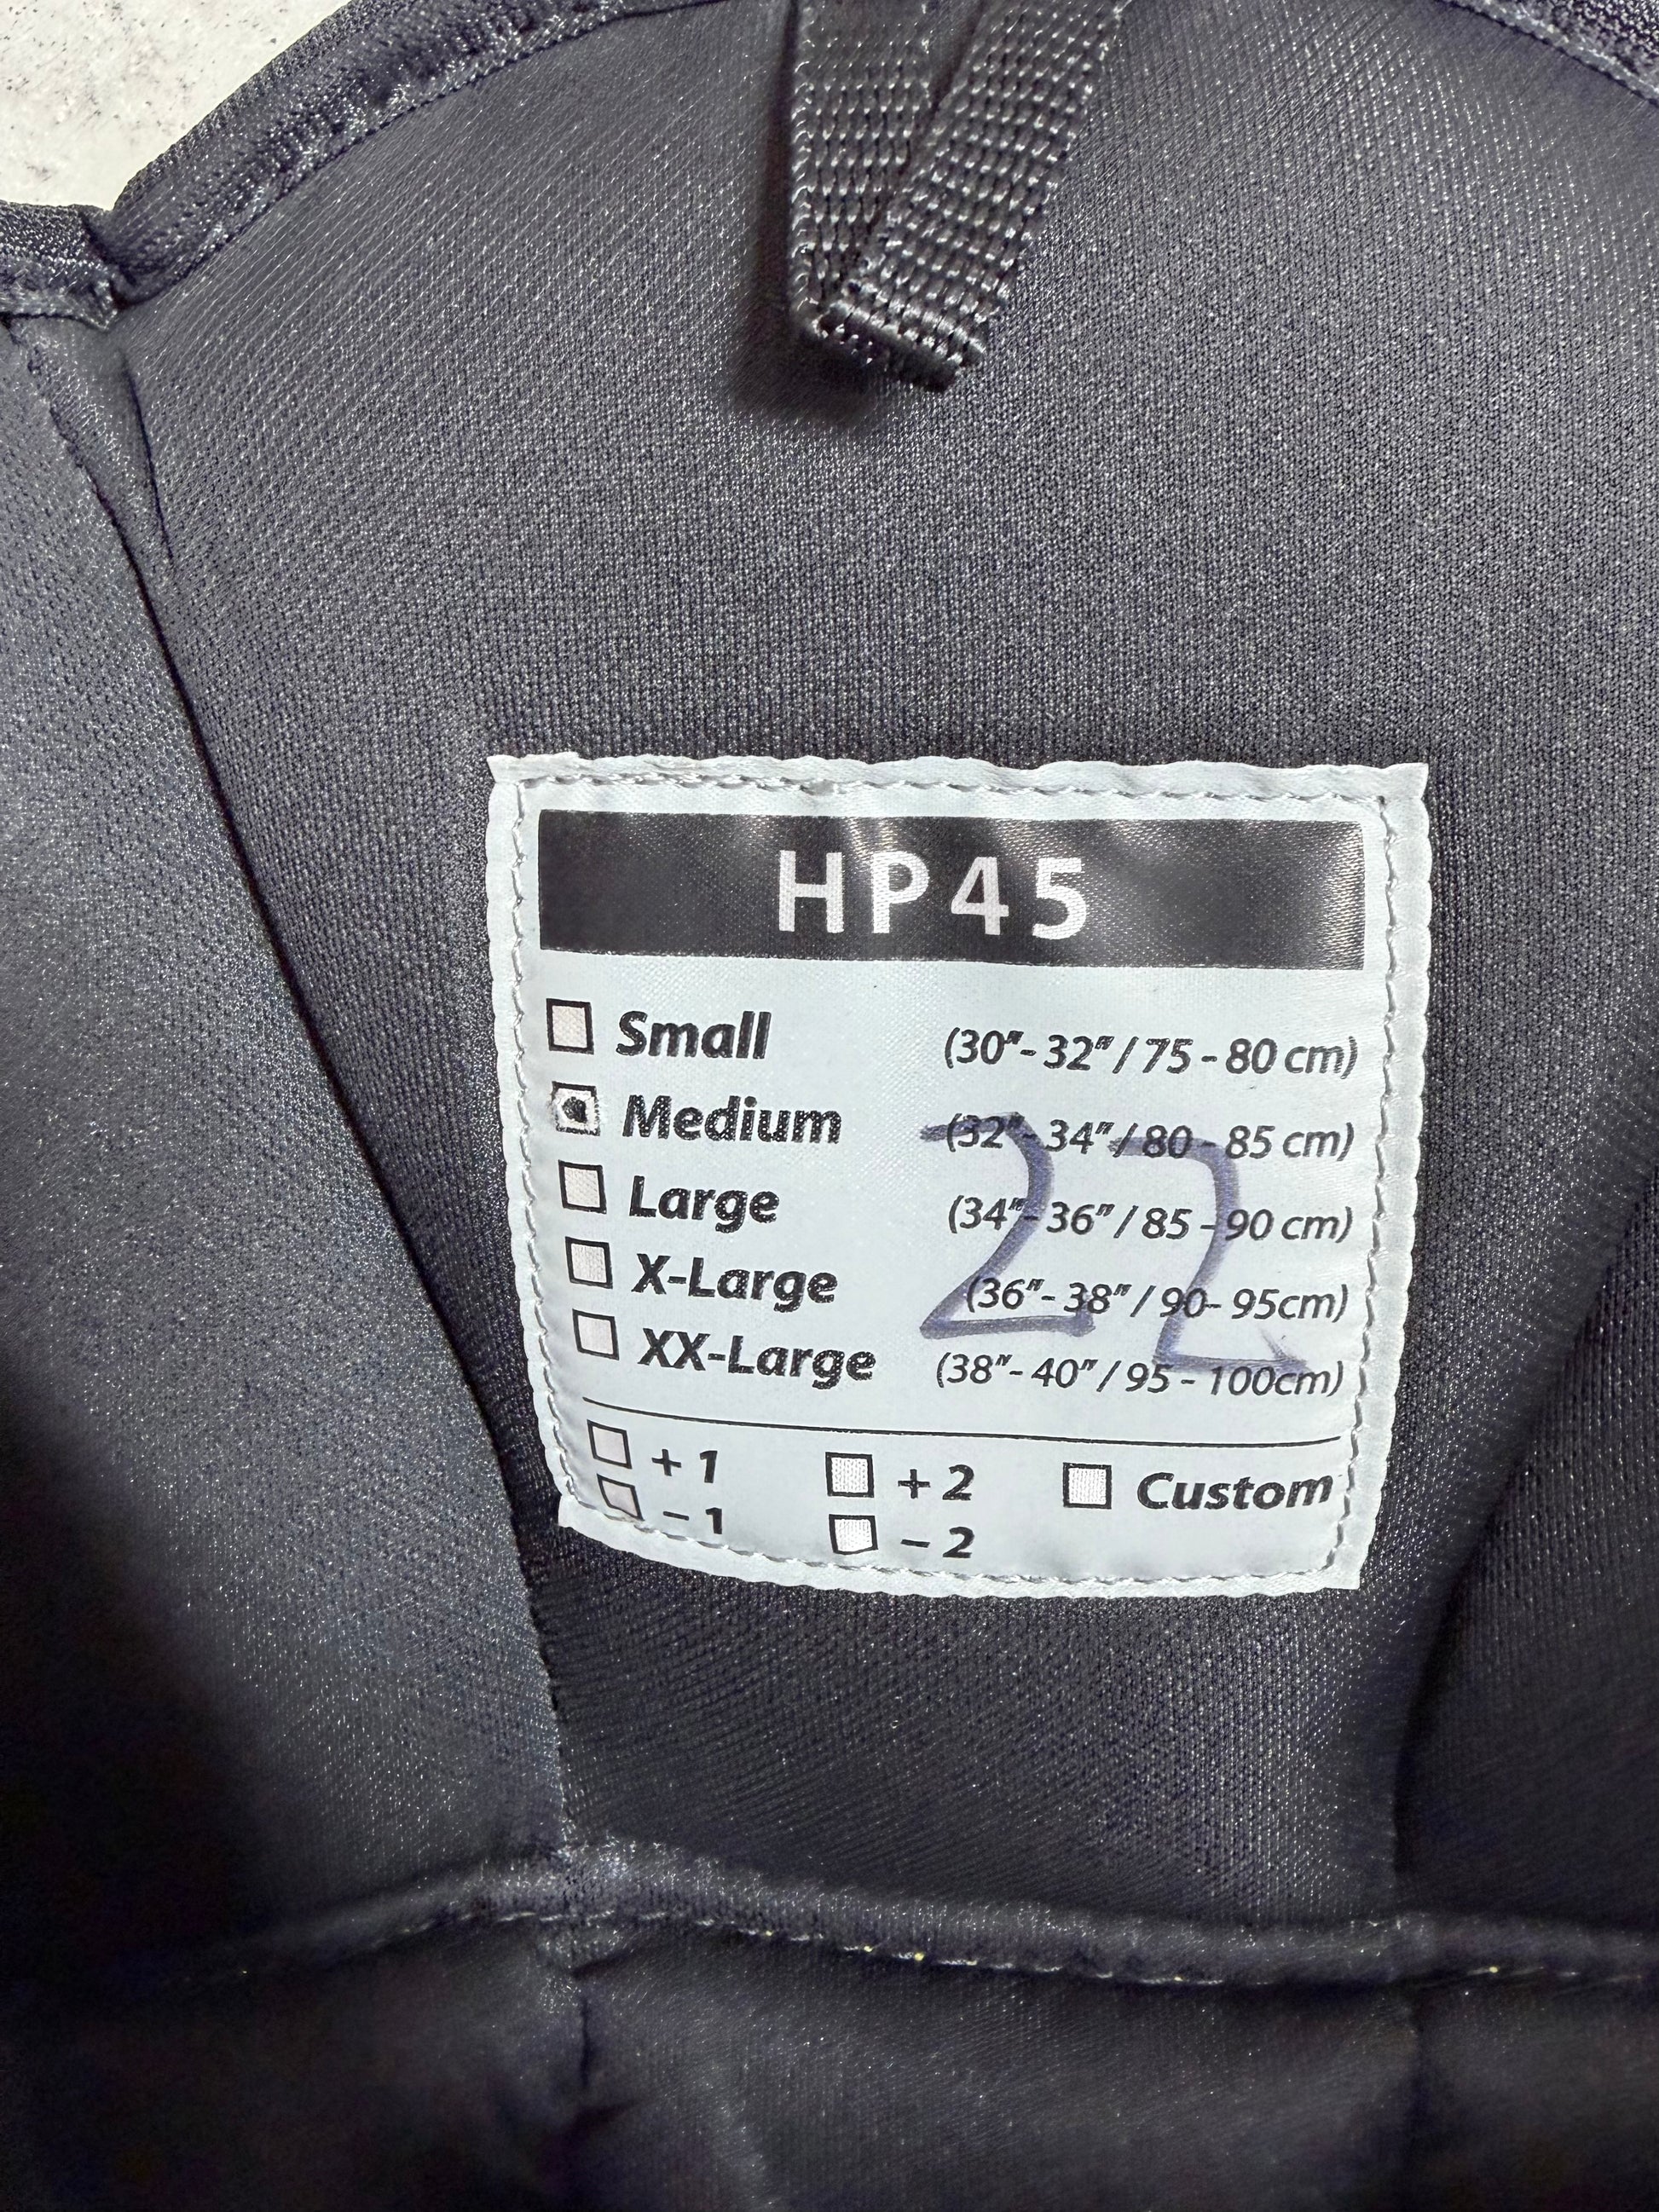 HP45
☐ Small (30"- 32" / 75 - 80 cm)
☒ Medium (32"- 34" / 80 - 85 cm)
☐ Large (34"- 36" / 85 - 90 cm)
☐ X-Large (36"- 38" / 90- 95cm)
☐ XX-Large (38"- 40" / 95 - 100cm)
22
☐ + 1 ☐ + 2 ☐ Custom
☐ – 1 ☐ – 2